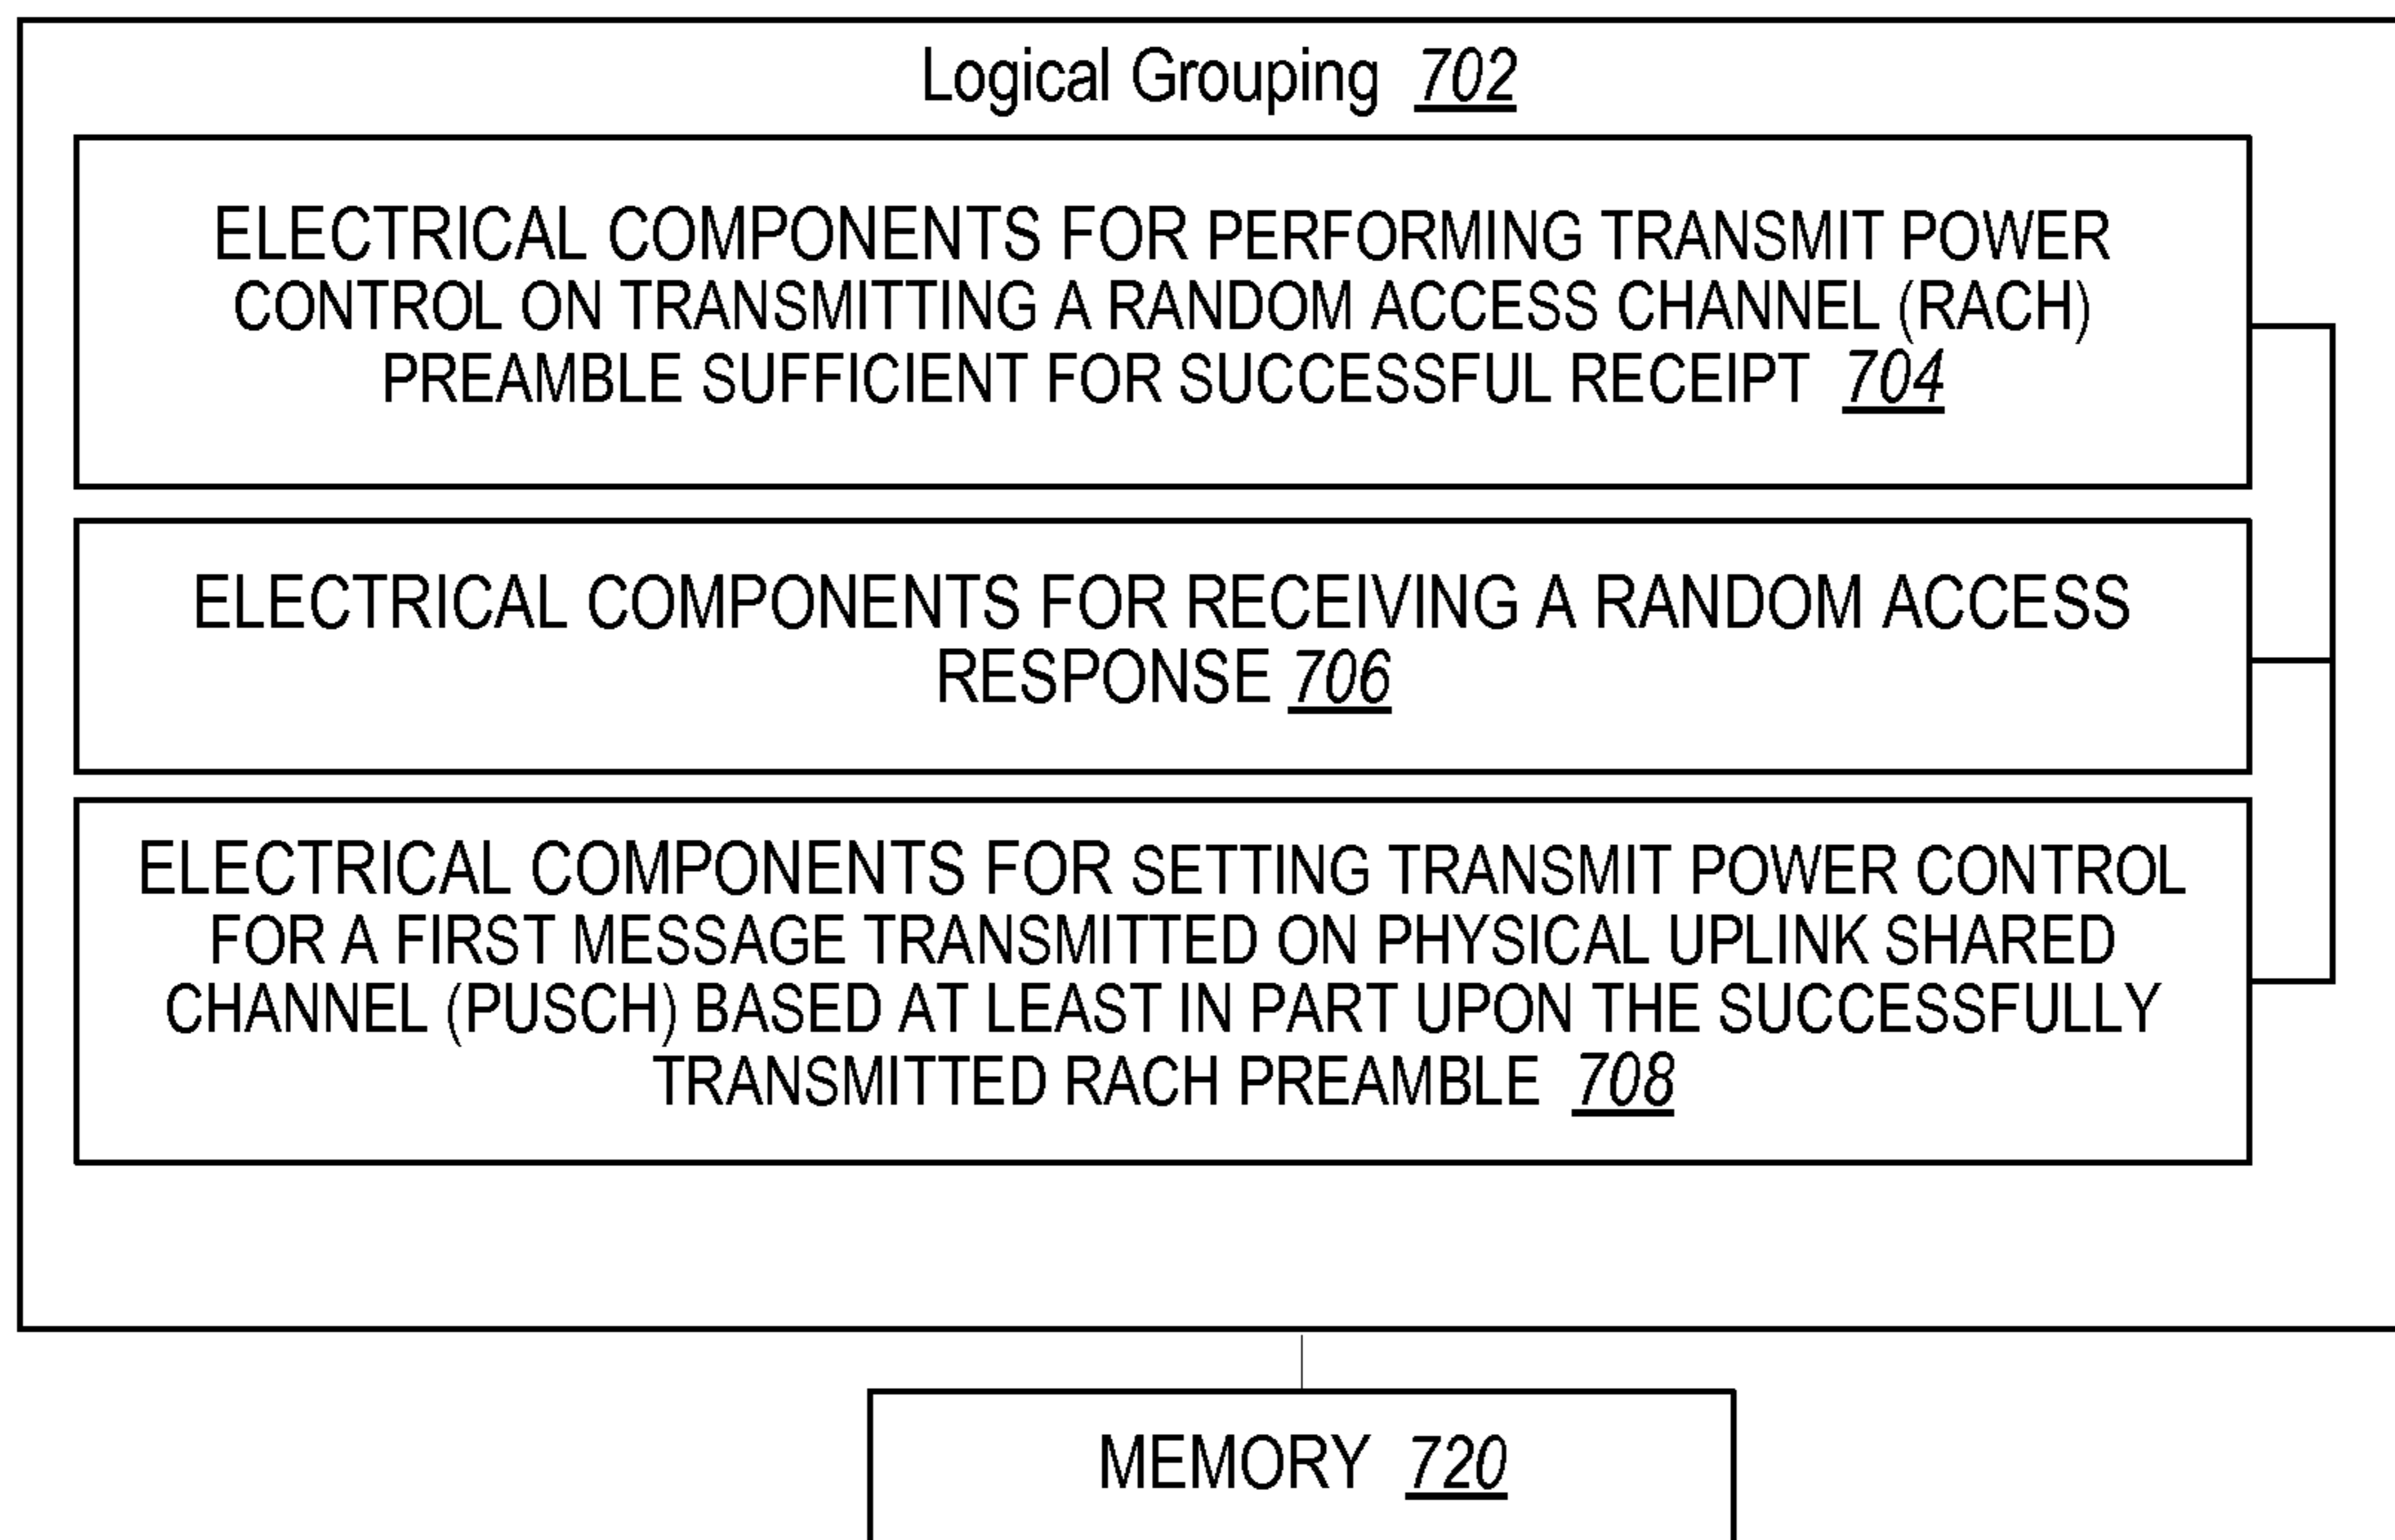 Logical Grouping 702
ELECTRICAL COMPONENTS FOR PERFORMING TRANSMIT POWER
CONTROL ON TRANSMITTING A RANDOM ACCESS CHANNEL (RACH)
PREAMBLE SUFFICIENT FOR SUCCESSFUL RECEIPT 704
ELECTRICAL COMPONENTS FOR RECEIVING A RANDOM ACCESS
RESPONSE 706
ELECTRICAL COMPONENTS FOR SETTING TRANSMIT POWER CONTROL
FOR A FIRST MESSAGE TRANSMITTED ON PHYSICAL UPLINK SHARED
CHANNEL (PUSCH) BASED AT LEAST IN PART UPON THE SUCCESSFULLY
TRANSMITTED RACH PREAMBLE 708
MEMORY 720